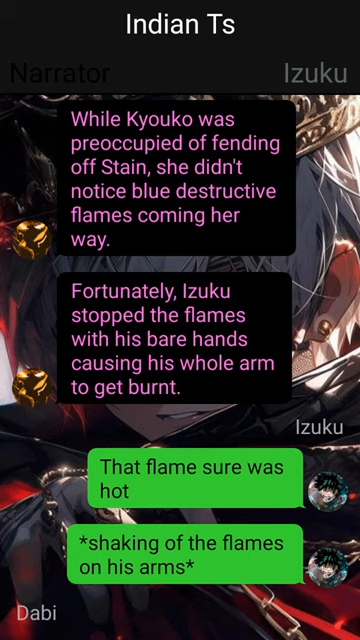 Indian Ts
Narrator
Izuku
While Kyouko was
preoccupied of fending
off Stain, she didn't
notice blue destructive
flames coming her
way.
Fortunately, Izuku
stopped the flames
with his bare hands
causing his whole arm
to get burnt.
Izuku
That flame sure was
hot
*shaking of the flames
on his arms*
Dabi